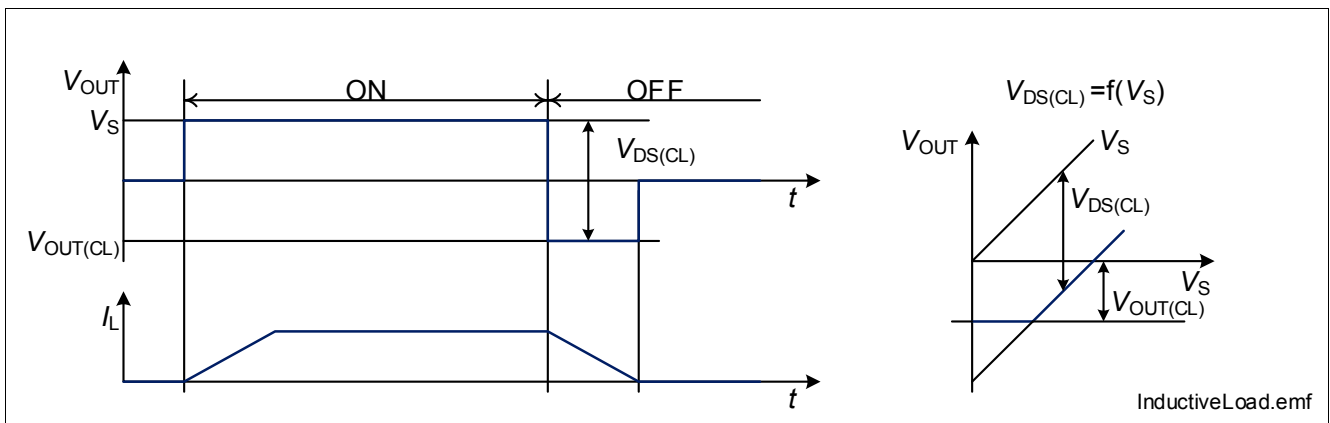 V_OUT
ON
OFF
V_S
V_DS(CL)
t
V_OUT(CL)
I_L
t
V_DS(CL) =f(V_S)
V_OUT
V_S
V_DS(CL)
V_S
V_OUT(CL)
InductiveLoad.emf